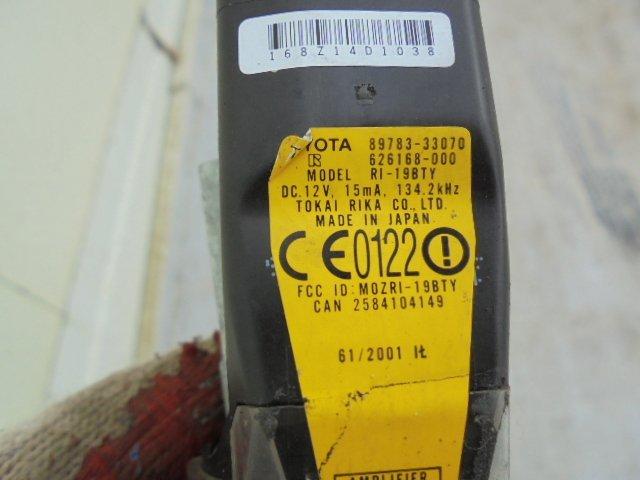 168Z14D1038
YOTA 89783-33070
626168-000
MODEL RI-19BTY
DC.12V, 15mA, 134.2kHz
TOKAI RIKA CO., LTD.
MADE IN JAPAN
CE0122
FCC ID: MOZRI-19BTY
CAN 2584104149
61/2001 IŁ
AMPLIFIER